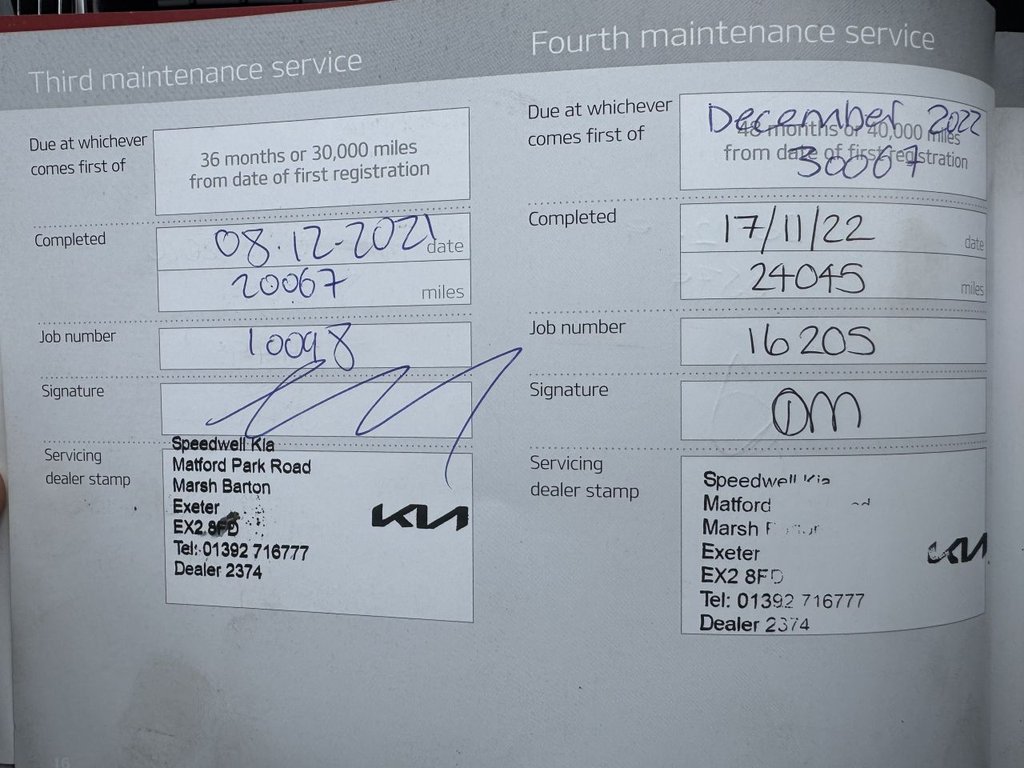 Third maintenance service
Due at whichever
comes first of
36 months or 30,000 miles
from date of first registration
Completed
08.12-2021 date
20067 miles
Job number
10098
Signature
Servicing
dealer stamp
Speedwell Kia
Matford Park Road
Marsh Barton
Exeter
EX2 8FD
Tel: 01392 716777
Dealer 2374
KIA
16
Fourth maintenance service
Due at whichever
comes first of
December 2022
48 months or 40,000 miles
30067
from date of first registration
Completed
17/11/22 date
24045 miles
Job number
16205
Signature
Servicing
dealer stamp
Speedwell Kia
Matford
Marsh
Exeter
EX2 8FD
Tel: 01392 716777
Dealer 2374
KIA